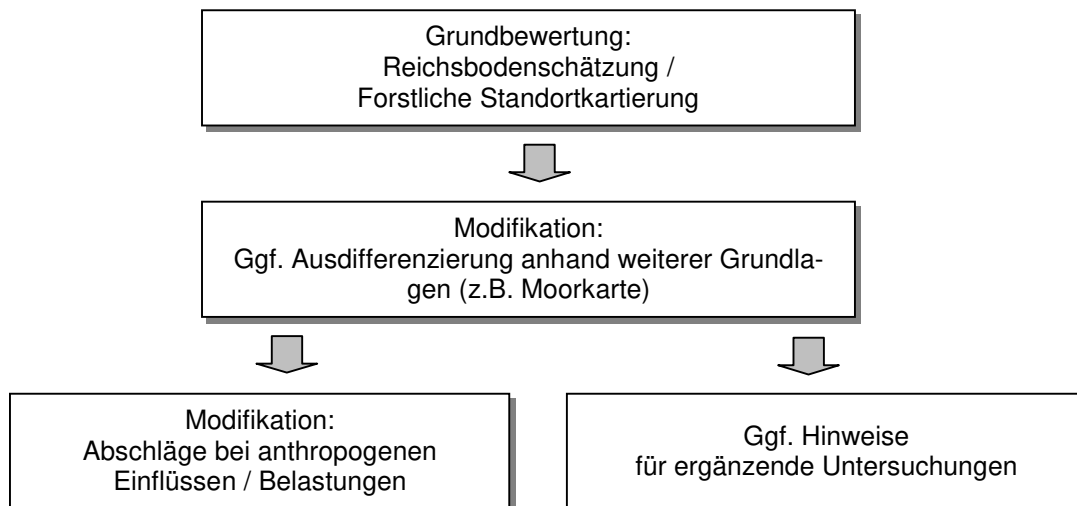 Grundbewertung:
Reichsbodenschätzung /
Forstliche Standortkartierung
Modifikation:
Ggf. Ausdifferenzierung anhand weiterer Grundla-
gen (z.B. Moorkarte)
Modifikation:
Abschläge bei anthropogenen
Einflüssen / Belastungen
Ggf. Hinweise
für ergänzende Untersuchungen